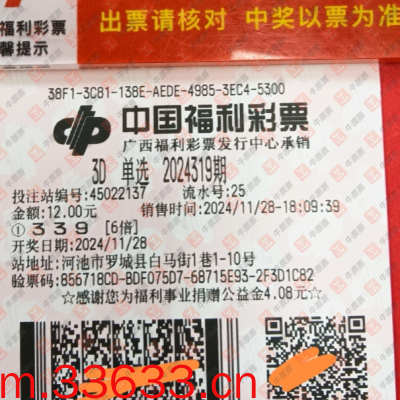 福利彩票
馨提示
出票请核对 中奖以票为准
38F1-3C81-138E-AEDE-4985-3EC4-5300
中国福利彩票
广西福利彩票发行中心承销
3D 单选 2024319期
投注站编号:45022137 流水号:25
金额:12.00元 销售时间:2024/11/28-18:09:39
①339 [6倍]
开奖日期:2024/11/28
站地址:河池市罗城县白马街1巷1-10号
验票码:856718CD-BDF075D7-68715E93-2F3D1C82
☆感谢您为福利事业捐赠公益金4.08元☆
m.33633.cn